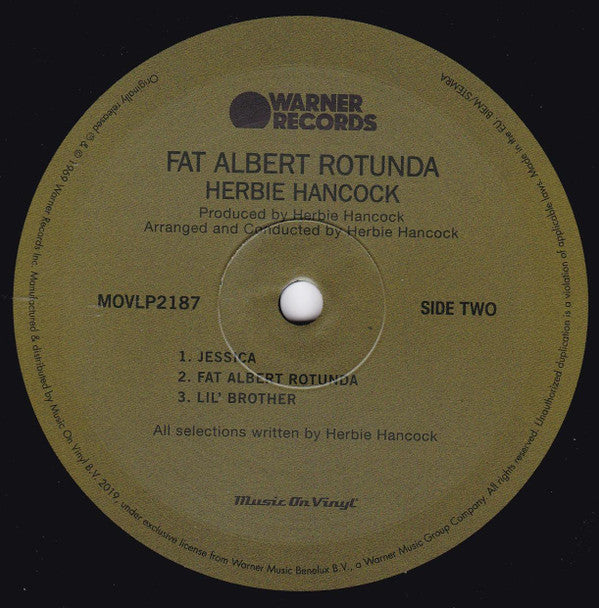 WARNER
RECORDS
FAT ALBERT ROTUNDA
HERBIE HANCOCK
Produced by Herbie Hancock
Arranged and Conducted by Herbie Hancock
MOVLP2187
SIDE TWO
1. JESSICA
2. FAT ALBERT ROTUNDA
3. LIL' BROTHER
All selections written by Herbie Hancock
Music On Vinyl
Originally released ℗ & © 1969 Warner Records Inc. Manufactured & distributed by Music On Vinyl B.V. 2019, under exclusive license from Warner Music Benelux B.V., a Warner Music Group Company. All rights reserved. Unauthorized duplication is a violation of applicable laws. Made in the EU. BIEM/STEMRA